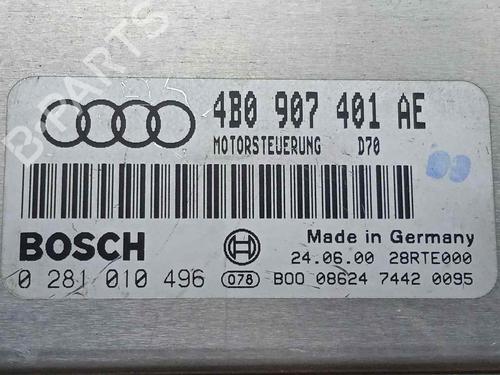 4B0 907 401 AE
MOTORSTEUERUNG D70
BOSCH
Made in Germany
24.06.00 28RTE000
0 281 010 496 078 B00 08624 7442 0095
B-PARTS